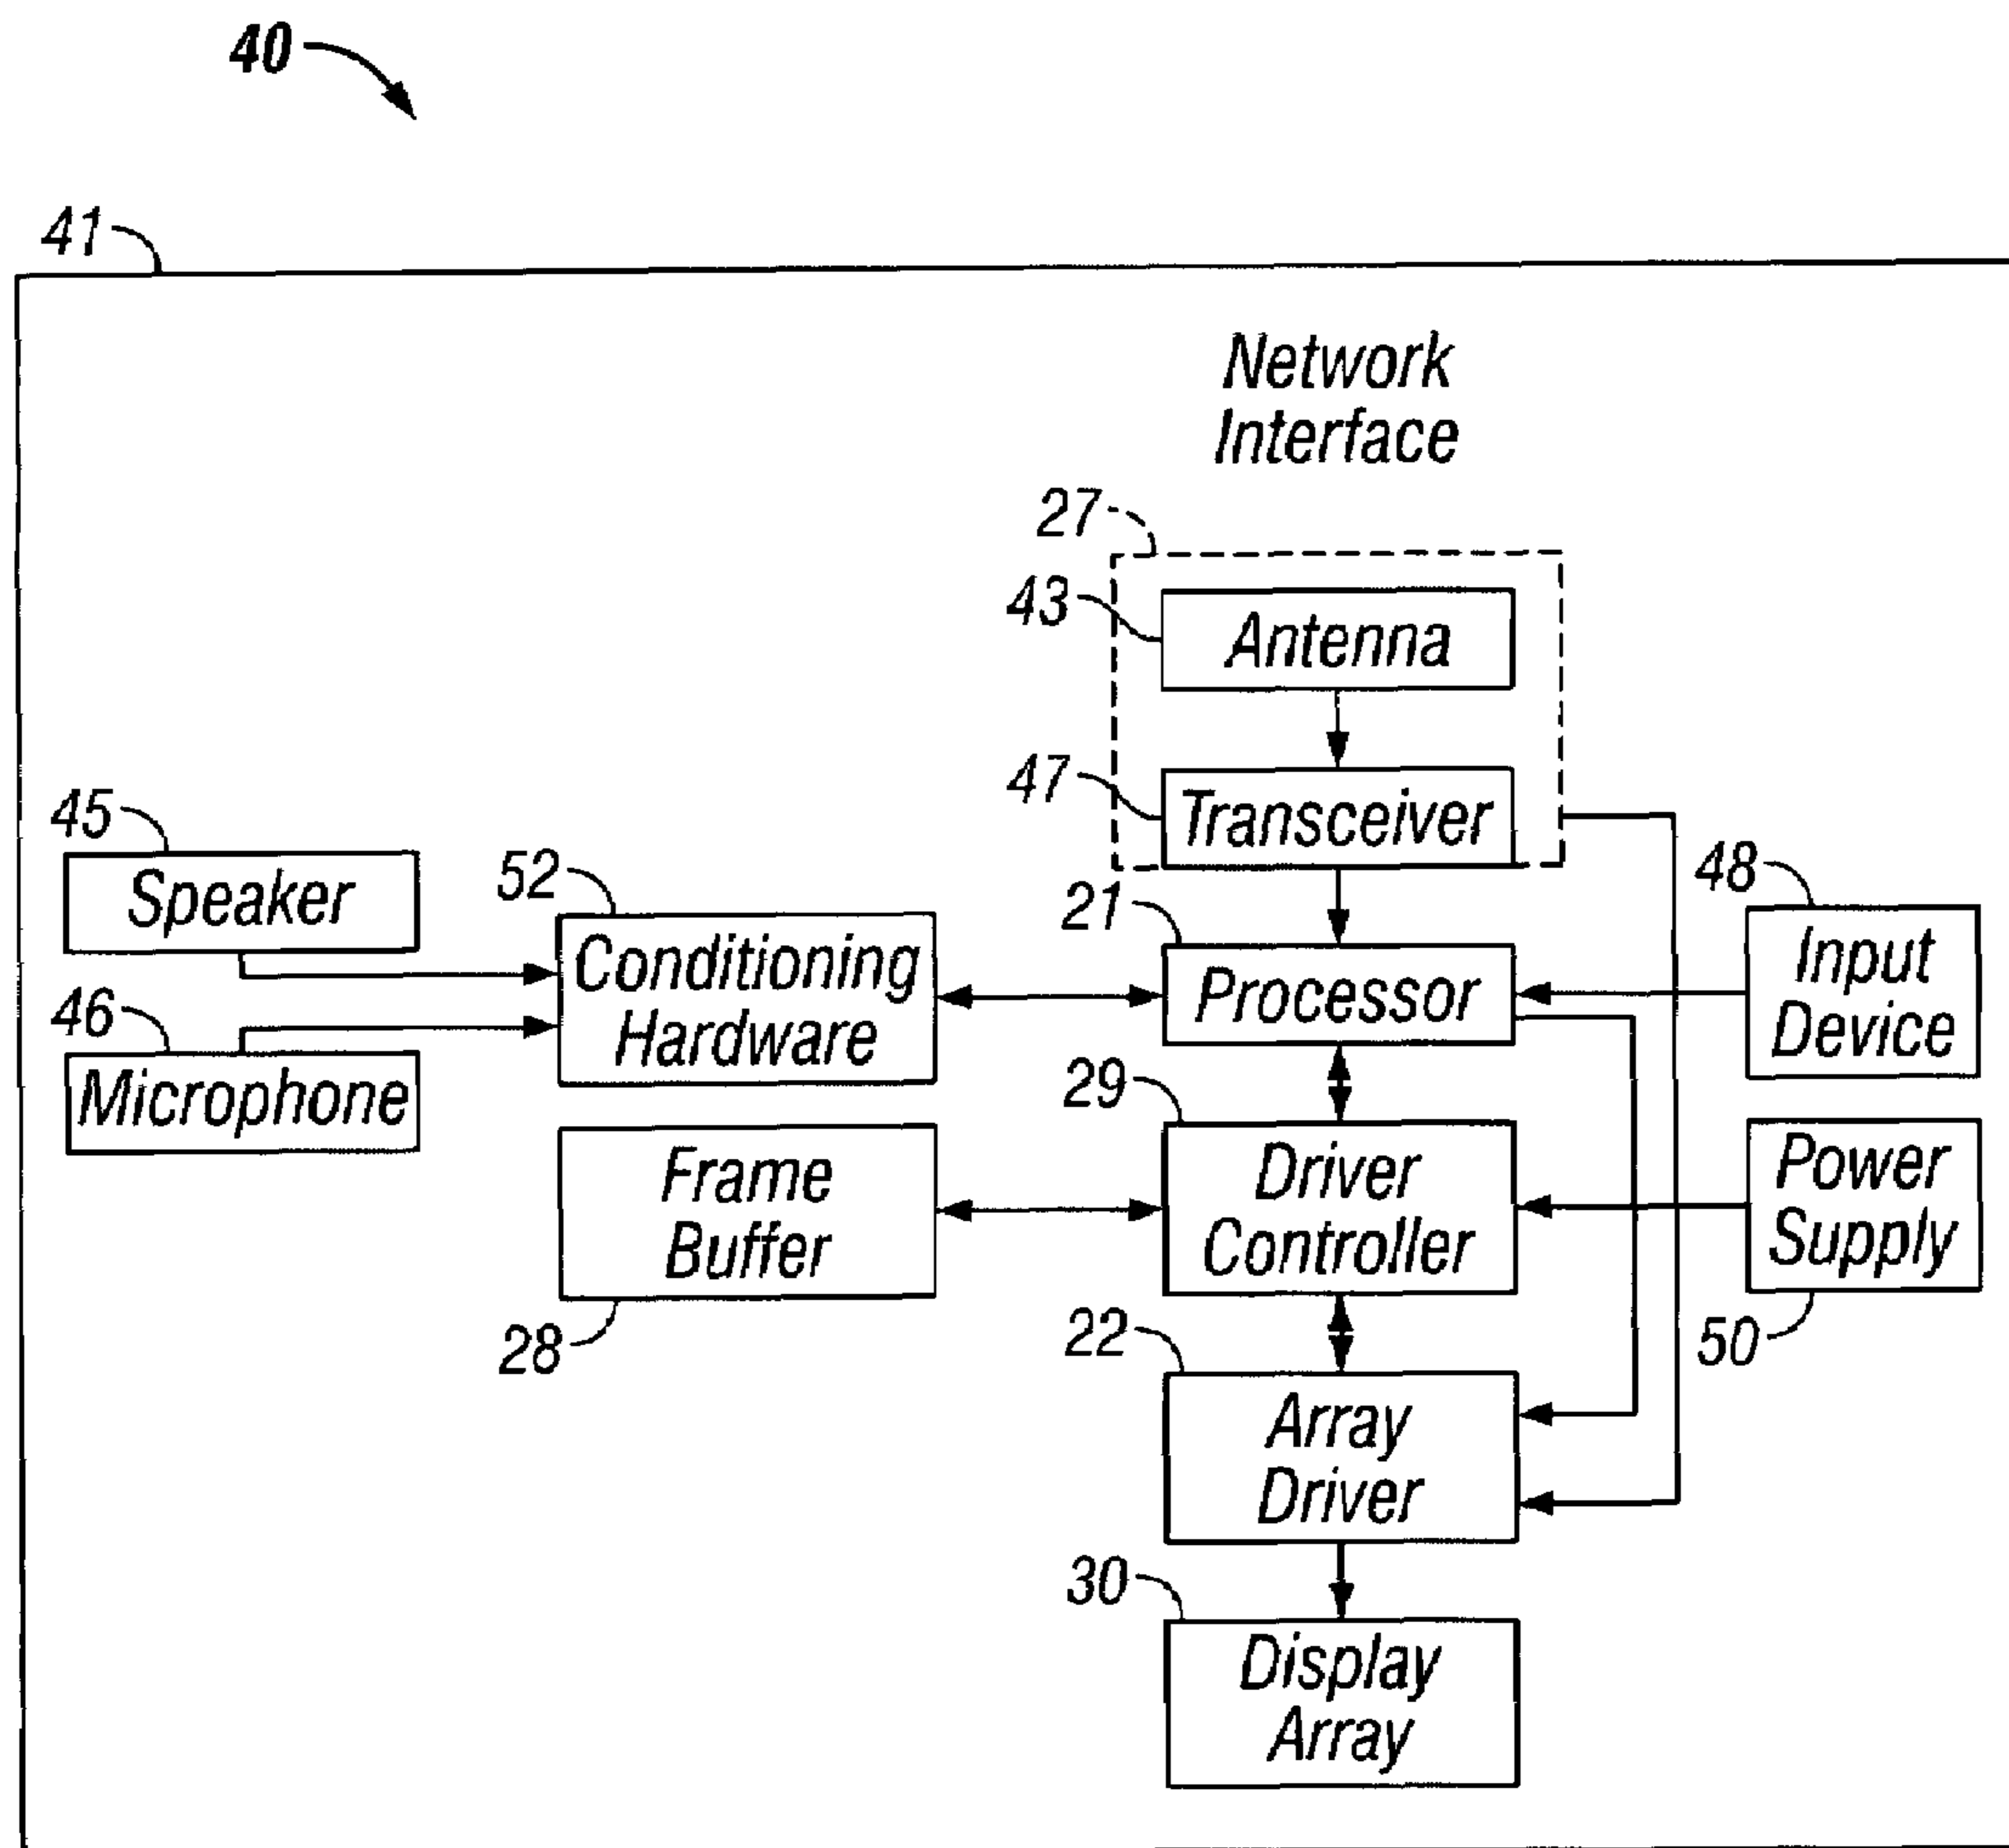 40
41
Network
Interface
27
43
Antenna
47
Transceiver
45
Speaker
52
Conditioning
Hardware
21
Processor
48
Input
Device
46
Microphone
29
Driver
Controller
Frame
Buffer
28
Power
Supply
50
22
Array
Driver
30
Display
Array